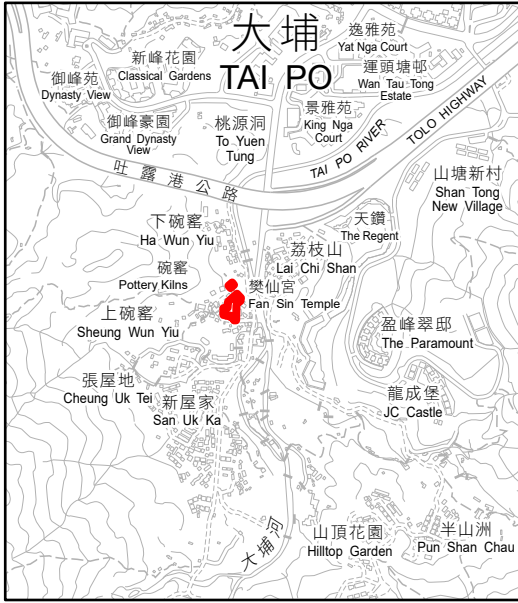 大埔
TAI PO
逸雅苑
Yat Nga Court
新峰花園
Classical Gardens
運頭塘邨
Wan Tau Tong
Estate
御峰苑
Dynasty View
景雅苑
King Nga
Court
御峰豪園
Grand Dynasty
View
桃源洞
To Yuen
Tung
TAI PO RIVER
TOLO HIGHWAY
吐露港公路
山塘新村
Shan Tong
New Village
下碗窰
Ha Wun Yiu
天鑽
The Regent
荔枝山
Lai Chi Shan
碗窰
Pottery Kilns
樊仙宮
Fan Sin Temple
上碗窰
Sheung Wun Yiu
盈峰翠邸
The Paramount
張屋地
Cheung Uk Tei
新屋家
San Uk Ka
龍成堡
JC Castle
大埔河
山頂花園
Hilltop Garden
半山洲
Pun Shan Chau